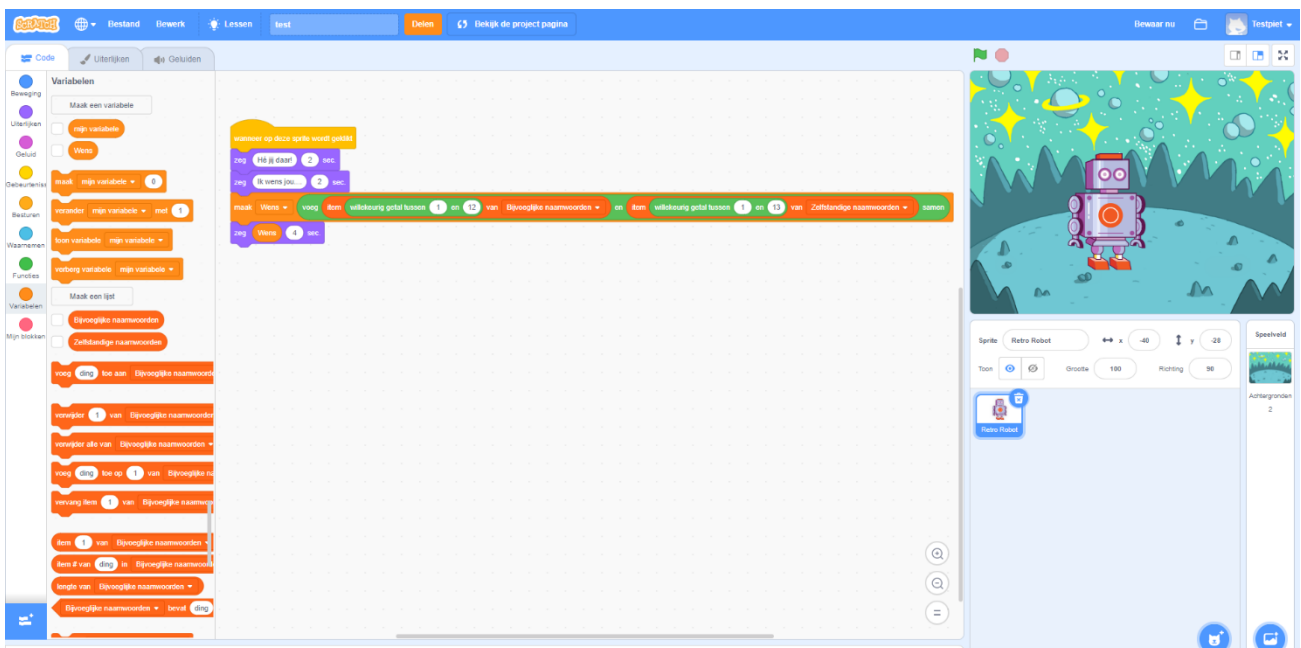 SCRATCH Bestand Bewerk Lessen test Delen Bekijk de project pagina Bewaar nu Testpiet
Code Uiterlijken Geluiden
Beweging
Uiterlijken
Geluid
Gebeurtenis
Besturen
Waarnemen
Functies
Variabelen
Mijn blokken
Variabelen
Maak een variabele
mijn variabele
Wens
maak mijn variabele 0
verander mijn variabele met 1
toon variabele mijn variabele
verberg variabele mijn variabele
Maak een lijst
Bijvoeglijke naamwoorden
Zelfstandige naamwoorden
voeg ding toe aan Bijvoeglijke naamwoord
verwijder 1 van Bijvoeglijke naamwoorden
verwijder alle van Bijvoeglijke naamwoorden
voeg ding toe op 1 van Bijvoeglijke na
vervang item 1 van Bijvoeglijke naamwoo
item 1 van Bijvoeglijke naamwoorden
item # van ding in Bijvoeglijke naamwoord
lengte van Bijvoeglijke naamwoorden
Bijvoeglijke naamwoorden bevat ding
wanneer op deze sprite wordt geklikt
zeg Hé jij daar! 2 sec.
zeg Ik wens jou.... 2 sec.
maak Wens voeg item willekeurig getal tussen 1 en 12 van Bijvoeglijke naamwoorden en item willekeurig getal tussen 1 en 13 van Zelfstandige naamwoorden samen
zeg Wens 4 sec.
Sprite Retro Robot x -40 y -28
Toon Grootte 100 Richting 90
Retro Robot
Speelveld
Achtergronden
2